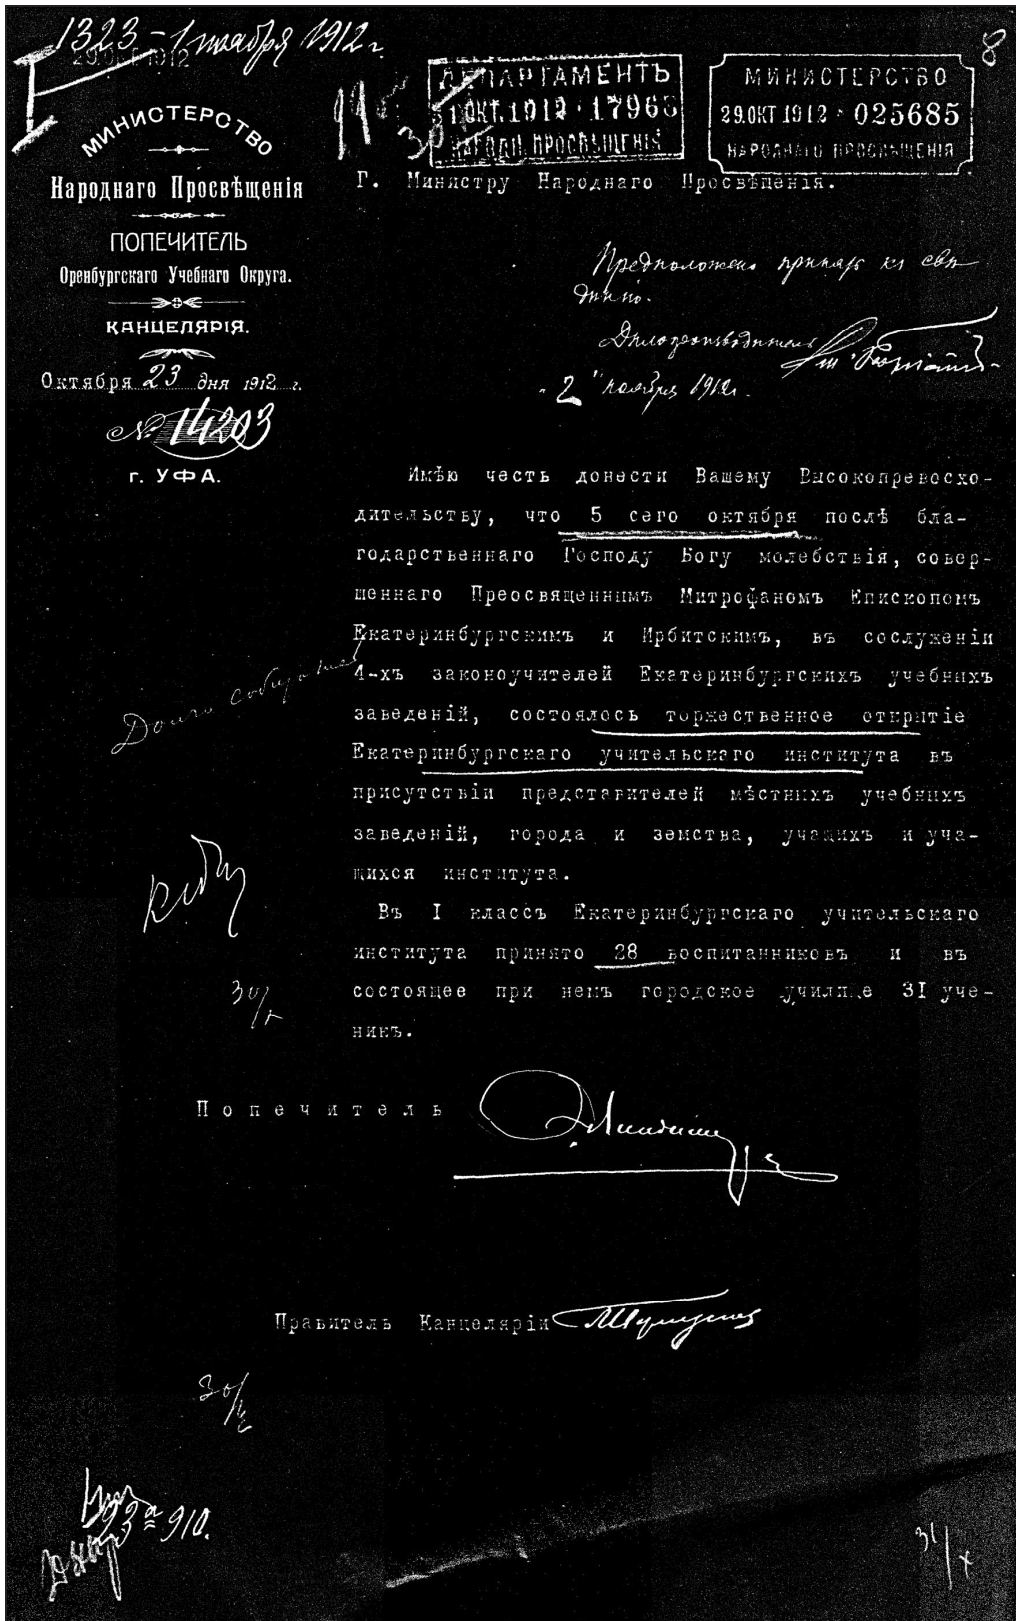 1323 - 1 ноября 1912 г.
29 ОКТ 1912
8
МИНИСТЕРСТВО
Народнаго Просвѣщенія
ПОПЕЧИТЕЛЬ
Оренбургскаго Учебнаго Округа.
КАНЦЕЛЯРІЯ.
Октября 23 дня 1912 г.
№ 14203
г. УФА.
ДЕПАРТАМЕНТЪ
31 ОКТ. 1912 · 17963
НАРОДН. ПРОСВѢЩЕНІЯ
МИНИСТЕРСТВО
29.ОКТ 1912 * 025685
НАРОДНАГО ПРОСВѢЩЕНІЯ
Г. Министру Народнаго Просвѣщенія.
Предположено принять къ свѣ-
дѣнію.
Дѣлопроизводитель
"2" ноября 1912 г.
Имѣю честь донести Вашему Высокопревосхо-
дительству, что 5 сего октября послѣ бла-
годарственнаго Господу Богу молебствія, совер-
шеннаго Преосвященнымъ Митрофаномъ Епископомъ
Екатеринбургскимъ и Ирбитскимъ, въ сослуженіи
4-хъ законоучителей Екатеринбургскихъ учебныхъ
заведеній, состоялось торжественное открытіе
Екатеринбургскаго учительскаго института въ
присутствіи представителей мѣстныхъ учебныхъ
заведеній, города и земства, учащихъ и уча-
щихся института.
Въ I классъ Екатеринбургскаго учительскаго
института принято 28 воспитанниковъ и въ
состоящее при немъ городское училище 31 уче-
никъ.
Попечитель
Правитель Канцеляріи
30/X
31/X